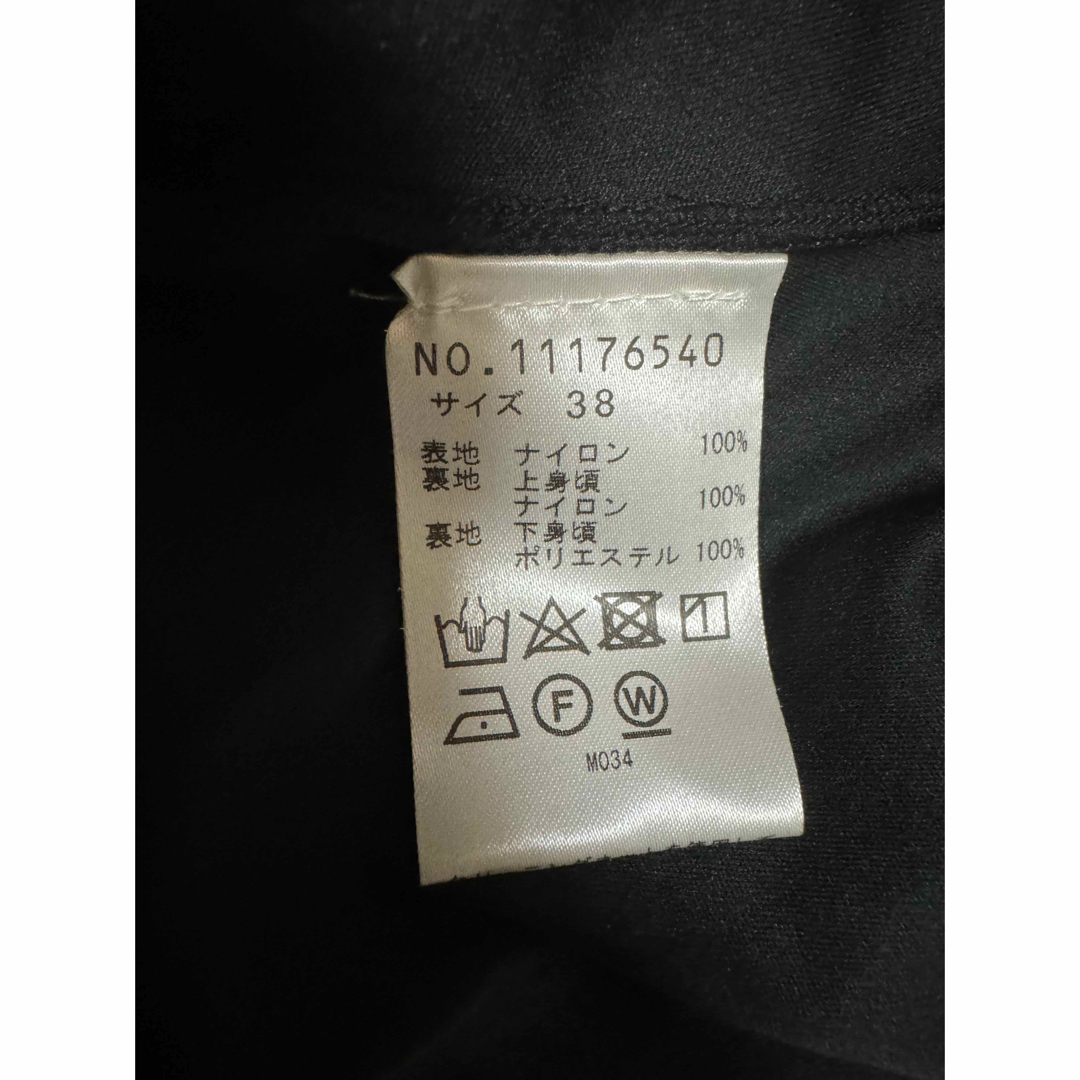 NO.11176540
サイズ 38
表地 ナイロン 100%
裏地 上身頃
ナイロン 100%
裏地 下身頃
ポリエステル 100%
1
F
W
M034